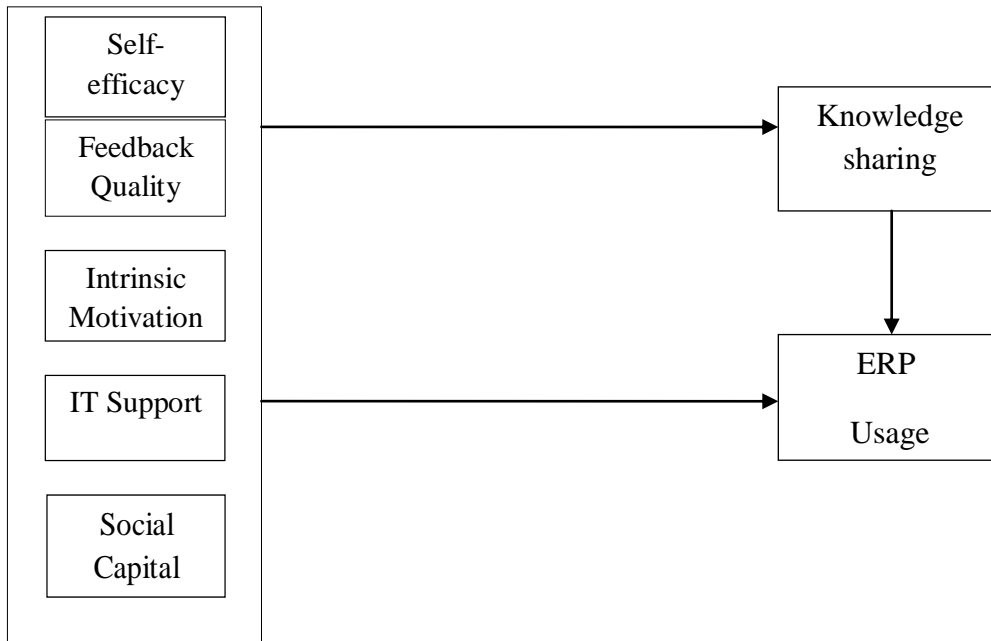 Self-
efficacy
Feedback
Quality
Intrinsic
Motivation
IT Support
Social
Capital
Knowledge
sharing
ERP
Usage